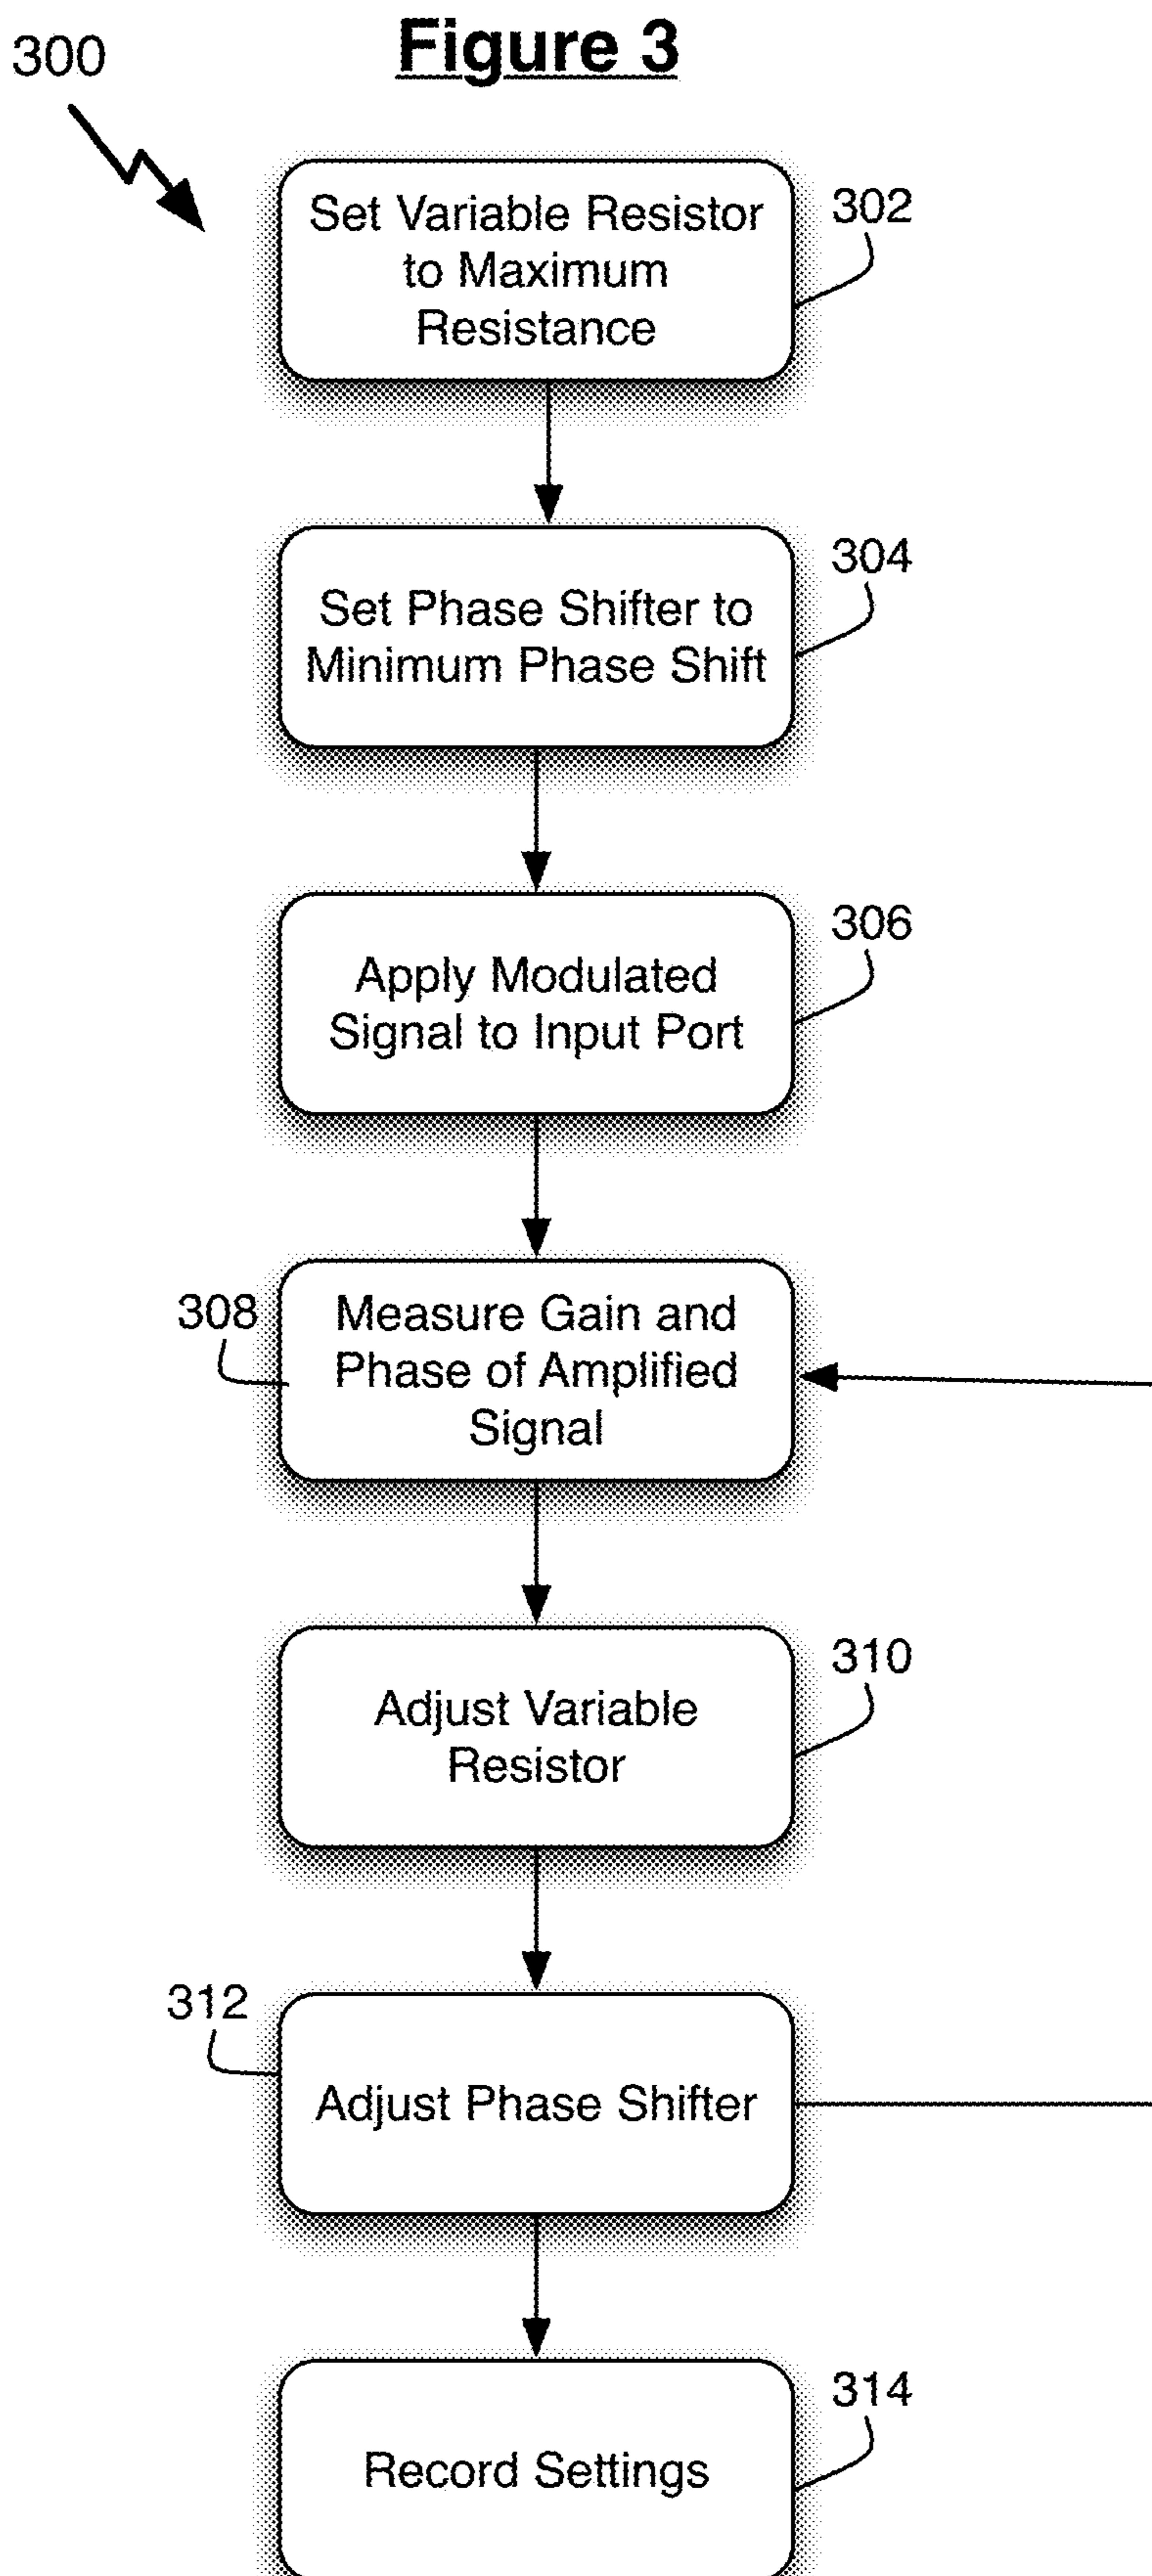 300
Figure 3
Set Variable Resistor
to Maximum
Resistance
302
Set Phase Shifter to
Minimum Phase Shift
304
Apply Modulated
Signal to Input Port
306
308
Measure Gain and
Phase of Amplified
Signal
Adjust Variable
Resistor
310
312
Adjust Phase Shifter
Record Settings
314